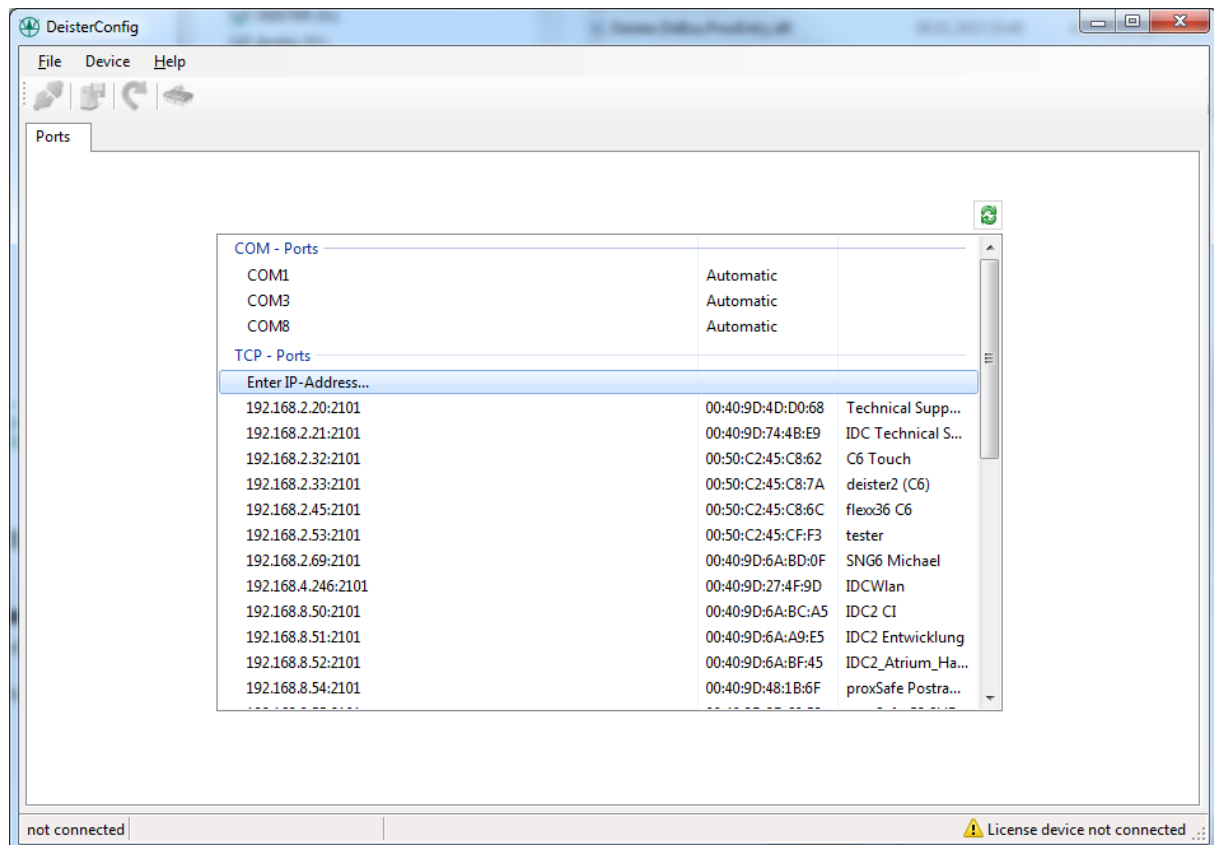 DeisterConfig
File Device Help
Ports
COM - Ports
COM1 Automatic
COM3 Automatic
COM8 Automatic
TCP - Ports
Enter IP-Address...
192.168.2.20:2101 00:40:9D:4D:D0:68 Technical Supp...
192.168.2.21:2101 00:40:9D:74:4B:E9 IDC Technical S...
192.168.2.32:2101 00:50:C2:45:C8:62 C6 Touch
192.168.2.33:2101 00:50:C2:45:C8:7A deister2 (C6)
192.168.2.45:2101 00:50:C2:45:C8:6C flexx36 C6
192.168.2.53:2101 00:50:C2:45:CF:F3 tester
192.168.2.69:2101 00:40:9D:6A:BD:0F SNG6 Michael
192.168.4.246:2101 00:40:9D:27:4F:9D IDCWlan
192.168.8.50:2101 00:40:9D:6A:BC:A5 IDC2 CI
192.168.8.51:2101 00:40:9D:6A:A9:E5 IDC2 Entwicklung
192.168.8.52:2101 00:40:9D:6A:BF:45 IDC2_Atrium_Ha...
192.168.8.54:2101 00:40:9D:48:1B:6F proxSafe Postra...
not connected License device not connected